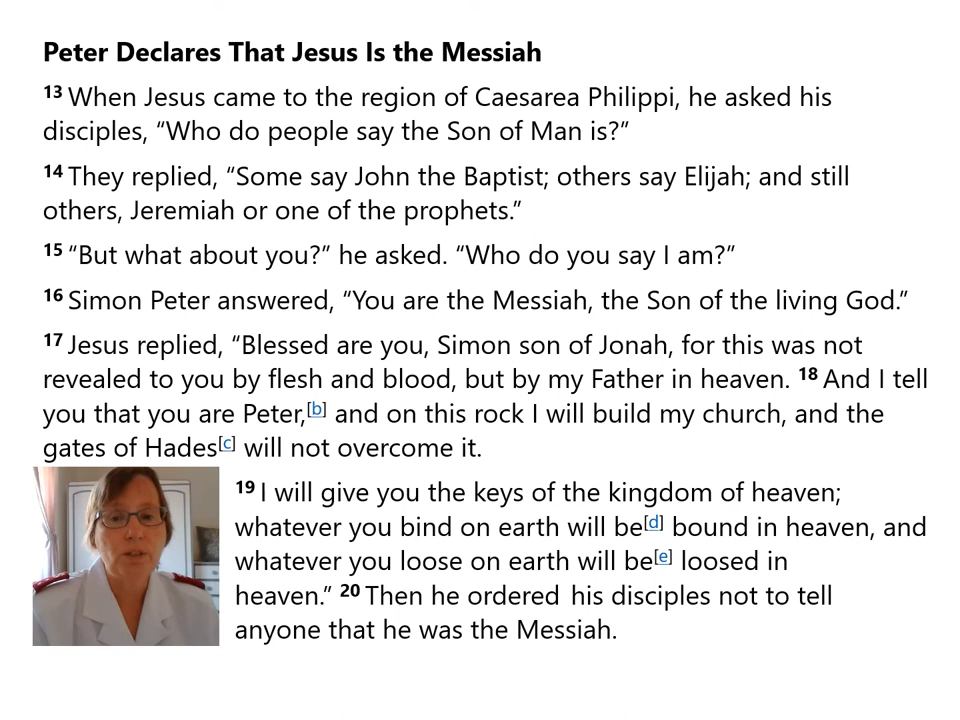 Peter Declares That Jesus Is the Messiah
13 When Jesus came to the region of Caesarea Philippi, he asked his
disciples, “Who do people say the Son of Man is?”
14 They replied, “Some say John the Baptist; others say Elijah; and still
others, Jeremiah or one of the prophets.”
15 “But what about you?” he asked. “Who do you say I am?”
16 Simon Peter answered, “You are the Messiah, the Son of the living God.”
17 Jesus replied, “Blessed are you, Simon son of Jonah, for this was not
revealed to you by flesh and blood, but by my Father in heaven. 18 And I tell
you that you are Peter,[b] and on this rock I will build my church, and the
gates of Hades[c] will not overcome it.
19 I will give you the keys of the kingdom of heaven;
whatever you bind on earth will be[d] bound in heaven, and
whatever you loose on earth will be[e] loosed in
heaven.” 20 Then he ordered his disciples not to tell
anyone that he was the Messiah.